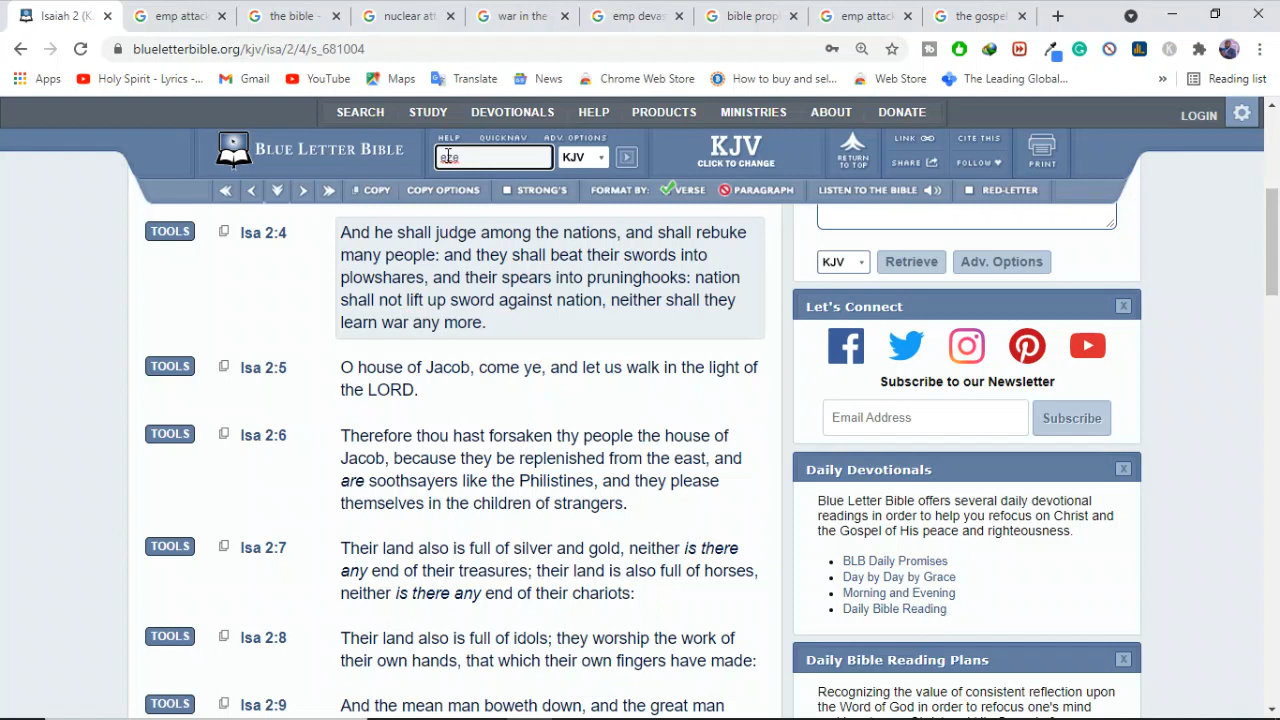 Isaiah 2
emp attack
the bible -
nuclear att
war in the
emp devas
bible prop
emp attack
the gospel
blueletterbible.org/kjv/isa/2/4/s_681004
Apps
Holy Spirit - Lyrics -...
Gmail
YouTube
Maps
Translate
News
Chrome Web Store
How to buy and sel...
Web Store
The Leading Global...
»
Reading list
SEARCH STUDY DEVOTIONALS HELP PRODUCTS MINISTRIES ABOUT DONATE
LOGIN
BLUE LETTER BIBLE
HELP QUICKNAV ADV. OPTIONS
KJV
KJV
CLICK TO CHANGE
RETURN
TO TOP
LINK
CITE THIS
SHARE
FOLLOW
PRINT
COPY COPY OPTIONS STRONG'S FORMAT BY: VERSE PARAGRAPH LISTEN TO THE BIBLE RED-LETTER
TOOLS Isa 2:4 And he shall judge among the nations, and shall rebuke
many people: and they shall beat their swords into
plowshares, and their spears into pruninghooks: nation
shall not lift up sword against nation, neither shall they
learn war any more.
TOOLS Isa 2:5 O house of Jacob, come ye, and let us walk in the light of
the LORD.
TOOLS Isa 2:6 Therefore thou hast forsaken thy people the house of
Jacob, because they be replenished from the east, and
are soothsayers like the Philistines, and they please
themselves in the children of strangers.
TOOLS Isa 2:7 Their land also is full of silver and gold, neither is there
any end of their treasures; their land is also full of horses,
neither is there any end of their chariots:
TOOLS Isa 2:8 Their land also is full of idols; they worship the work of
their own hands, that which their own fingers have made:
TOOLS Isa 2:9 And the mean man boweth down, and the great man
KJV Retrieve Adv. Options
Let's Connect X
Subscribe to our Newsletter
Email Address Subscribe
Daily Devotionals X
Blue Letter Bible offers several daily devotional
readings in order to help you refocus on Christ and
the Gospel of His peace and righteousness.
BLB Daily Promises
Day by Day by Grace
Morning and Evening
Daily Bible Reading
Daily Bible Reading Plans X
Recognizing the value of consistent reflection upon
the Word of God in order to refocus one's mind